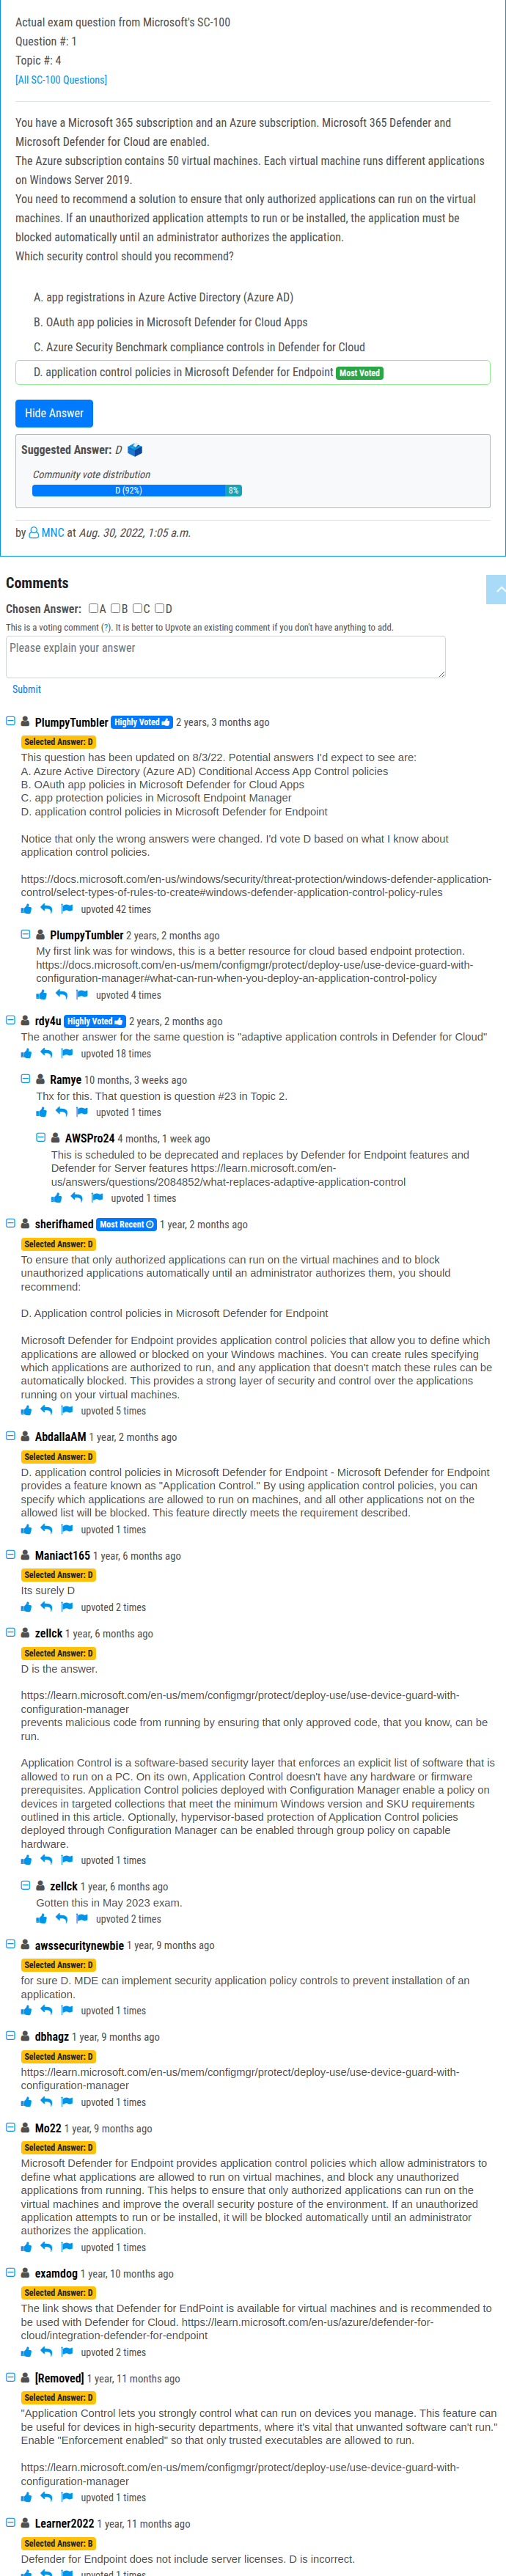 Actual exam question from Microsoft's SC-100
Question #: 1
Topic #: 4
[All SC-100 Questions]
You have a Microsoft 365 subscription and an Azure subscription. Microsoft 365 Defender and
Microsoft Defender for Cloud are enabled.
The Azure subscription contains 50 virtual machines. Each virtual machine runs different applications
on Windows Server 2019.
You need to recommend a solution to ensure that only authorized applications can run on the virtual
machines. If an unauthorized application attempts to run or be installed, the application must be
blocked automatically until an administrator authorizes the application.
Which security control should you recommend?
A. app registrations in Azure Active Directory (Azure AD)
B. OAuth app policies in Microsoft Defender for Cloud Apps
C. Azure Security Benchmark compliance controls in Defender for Cloud
D. application control policies in Microsoft Defender for Endpoint Most Voted
Hide Answer
Suggested Answer: D
Community vote distribution
D (92%) 8%
by MNC at Aug. 30, 2022, 1:05 a.m.
Comments
Chosen Answer: A B C D
This is a voting comment (?). It is better to Upvote an existing comment if you don't have anything to add.
Please explain your answer
Submit
PlumpyTumbler Highly Voted 2 years, 3 months ago
Selected Answer: D
This question has been updated on 8/3/22. Potential answers I'd expect to see are:
A. Azure Active Directory (Azure AD) Conditional Access App Control policies
B. OAuth app policies in Microsoft Defender for Cloud Apps
C. app protection policies in Microsoft Endpoint Manager
D. application control policies in Microsoft Defender for Endpoint
Notice that only the wrong answers were changed. I'd vote D based on what I know about
application control policies.
https://docs.microsoft.com/en-us/windows/security/threat-protection/windows-defender-application-
control/select-types-of-rules-to-create#windows-defender-application-control-policy-rules
upvoted 42 times
PlumpyTumbler 2 years, 2 months ago
My first link was for windows, this is a better resource for cloud based endpoint protection.
https://docs.microsoft.com/en-us/mem/configmgr/protect/deploy-use/use-device-guard-with-
configuration-manager#what-can-run-when-you-deploy-an-application-control-policy
upvoted 4 times
rdy4u Highly Voted 2 years, 2 months ago
The another answer for the same question is "adaptive application controls in Defender for Cloud"
upvoted 18 times
Ramye 10 months, 3 weeks ago
Thx for this. That question is question #23 in Topic 2.
upvoted 1 times
AWSPro24 4 months, 1 week ago
This is scheduled to be deprecated and replaces by Defender for Endpoint features and
Defender for Server features https://learn.microsoft.com/en-
us/answers/questions/2084852/what-replaces-adaptive-application-control
upvoted 1 times
sherifhamed Most Recent 1 year, 2 months ago
Selected Answer: D
To ensure that only authorized applications can run on the virtual machines and to block
unauthorized applications automatically until an administrator authorizes them, you should
recommend:
D. Application control policies in Microsoft Defender for Endpoint
Microsoft Defender for Endpoint provides application control policies that allow you to define which
applications are allowed or blocked on your Windows machines. You can create rules specifying
which applications are authorized to run, and any application that doesn't match these rules can be
automatically blocked. This provides a strong layer of security and control over the applications
running on your virtual machines.
upvoted 5 times
AbdallaAM 1 year, 2 months ago
Selected Answer: D
D. application control policies in Microsoft Defender for Endpoint - Microsoft Defender for Endpoint
provides a feature known as "Application Control." By using application control policies, you can
specify which applications are allowed to run on machines, and all other applications not on the
allowed list will be blocked. This feature directly meets the requirement described.
upvoted 1 times
Maniact165 1 year, 6 months ago
Selected Answer: D
Its surely D
upvoted 2 times
zellck 1 year, 6 months ago
Selected Answer: D
D is the answer.
https://learn.microsoft.com/en-us/mem/configmgr/protect/deploy-use/use-device-guard-with-
configuration-manager
prevents malicious code from running by ensuring that only approved code, that you know, can be
run.
Application Control is a software-based security layer that enforces an explicit list of software that is
allowed to run on a PC. On its own, Application Control doesn't have any hardware or firmware
prerequisites. Application Control policies deployed with Configuration Manager enable a policy on
devices in targeted collections that meet the minimum Windows version and SKU requirements
outlined in this article. Optionally, hypervisor-based protection of Application Control policies
deployed through Configuration Manager can be enabled through group policy on capable
hardware.
upvoted 1 times
zellck 1 year, 6 months ago
Gotten this in May 2023 exam.
upvoted 2 times
awssecuritynewbie 1 year, 9 months ago
Selected Answer: D
for sure D. MDE can implement security application policy controls to prevent installation of an
application.
upvoted 1 times
dbhagz 1 year, 9 months ago
Selected Answer: D
https://learn.microsoft.com/en-us/mem/configmgr/protect/deploy-use/use-device-guard-with-
configuration-manager
upvoted 1 times
Mo22 1 year, 9 months ago
Selected Answer: D
Microsoft Defender for Endpoint provides application control policies which allow administrators to
define what applications are allowed to run on virtual machines, and block any unauthorized
applications from running. This helps to ensure that only authorized applications can run on the
virtual machines and improve the overall security posture of the environment. If an unauthorized
application attempts to run or be installed, it will be blocked automatically until an administrator
authorizes the application.
upvoted 1 times
examdog 1 year, 10 months ago
Selected Answer: D
The link shows that Defender for EndPoint is available for virtual machines and is recommended to
be used with Defender for Cloud. https://learn.microsoft.com/en-us/azure/defender-for-
cloud/integration-defender-for-endpoint
upvoted 2 times
[Removed] 1 year, 11 months ago
Selected Answer: D
"Application Control lets you strongly control what can run on devices you manage. This feature can
be useful for devices in high-security departments, where it's vital that unwanted software can't run."
Enable "Enforcement enabled" so that only trusted executables are allowed to run.
https://learn.microsoft.com/en-us/mem/configmgr/protect/deploy-use/use-device-guard-with-
configuration-manager
upvoted 1 times
Learner2022 1 year, 11 months ago
Selected Answer: B
Defender for Endpoint does not include server licenses. D is incorrect.
upvoted 1 times